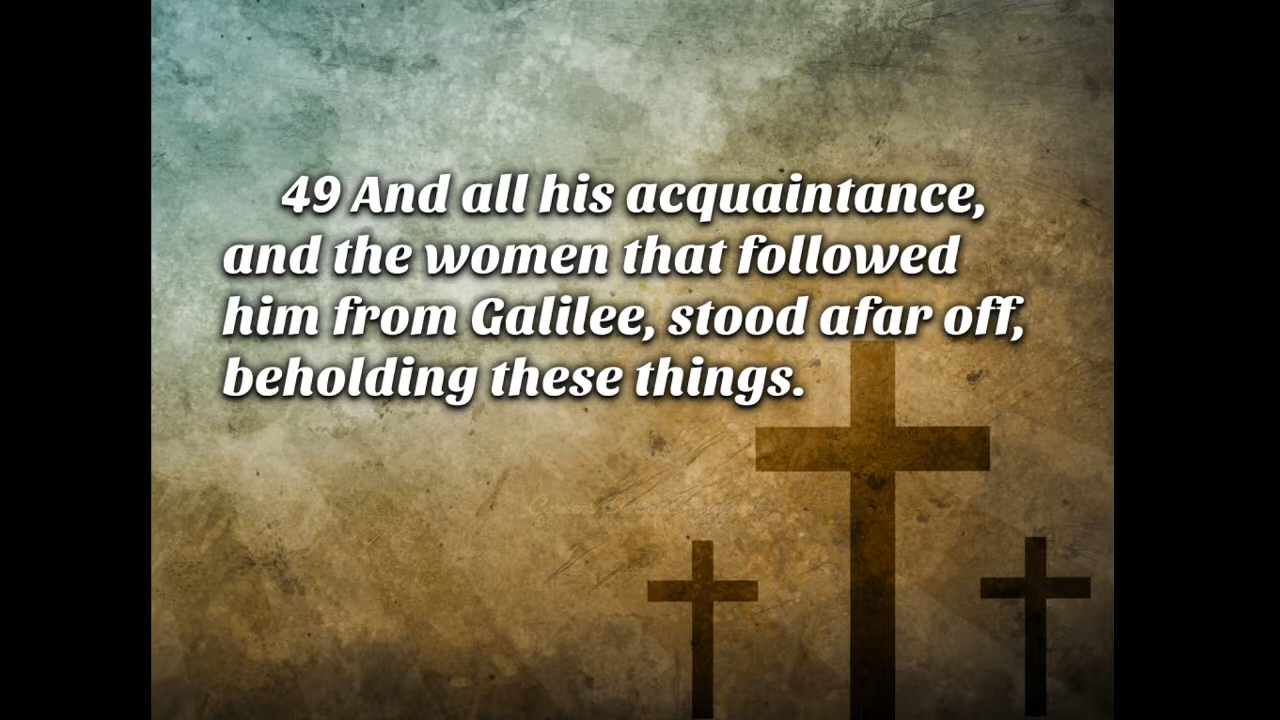 49 And all his acquaintance,
and the women that followed
him from Galilee, stood afar off,
beholding these things.